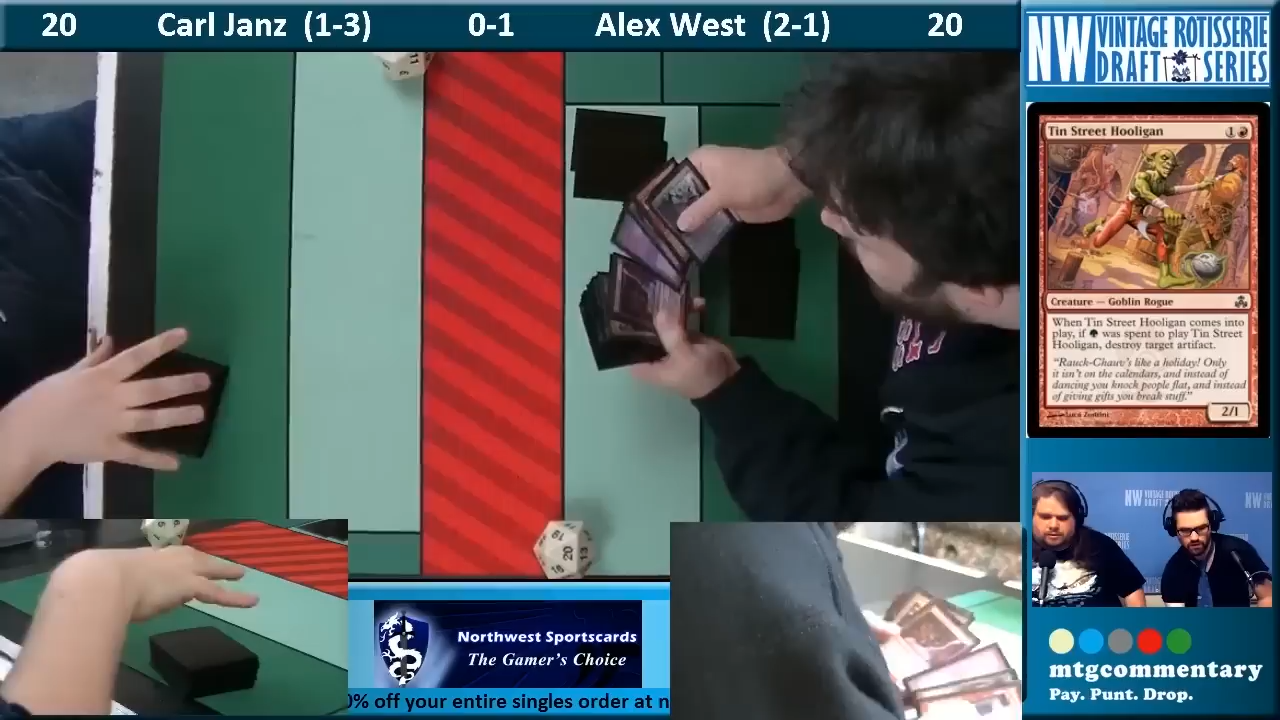 20 Carl Janz (1-3) 0-1 Alex West (2-1) 20
NW VINTAGE ROTISSERIE
DRAFT SERIES
Tin Street Hooligan
Creature — Goblin Rogue
When Tin Street Hooligan comes into
play, if was spent to play Tin Street
Hooligan, destroy target artifact.
"Rauck-Chauv's like a holiday! Only
it isn't on the calendars, and instead of
dancing you knock people flat, and instead
of giving gifts you break stuff."
2/1
11
20
Northwest Sportscards
The Gamer's Choice
0% off your entire singles order at n
mtgcommentary
Pay. Punt. Drop.